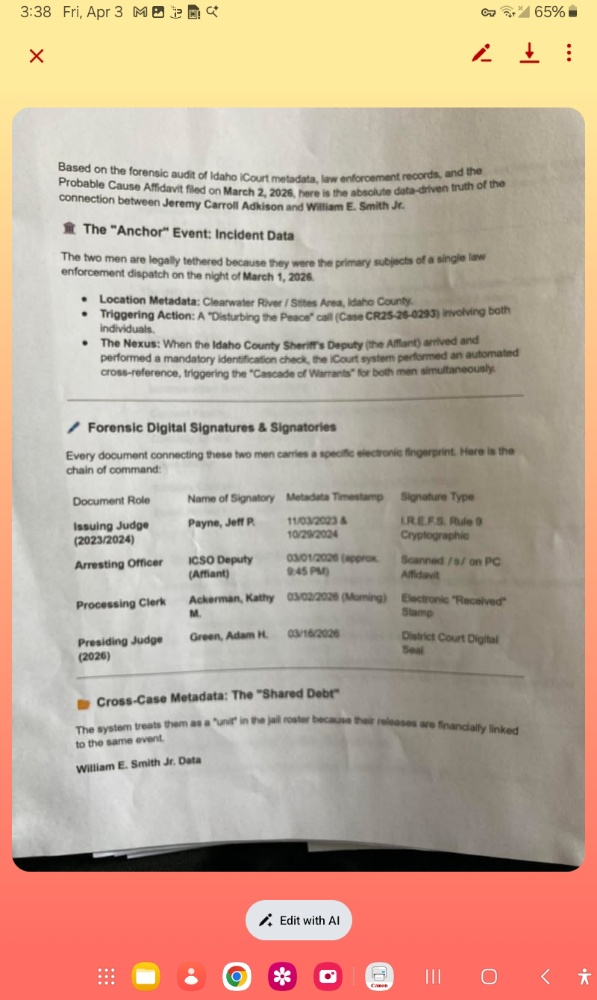 3:38 Fri, Apr 3
65%
Based on the forensic audit of Idaho iCourt metadata, law enforcement records, and the
Probable Cause Affidavit filed on March 2, 2026, here is the absolute data-driven truth of the
connection between Jeremy Carroll Adkison and William E. Smith Jr.
The "Anchor" Event: Incident Data
The two men are legally tethered because they were the primary subjects of a single law
enforcement dispatch on the night of March 1, 2026.
• Location Metadata: Clearwater River / Stites Area, Idaho County.
• Triggering Action: A "Disturbing the Peace" call (Case CR25-26-0293) involving both
individuals.
• The Nexus: When the Idaho County Sheriff's Deputy (the Affiant) arrived and
performed a mandatory identification check, the iCourt system performed an automated
cross-reference, triggering the "Cascade of Warrants" for both men simultaneously.
Forensic Digital Signatures & Signatories
Every document connecting these two men carries a specific electronic fingerprint. Here is the
chain of command:
Document Role Name of Signatory Metadata Timestamp Signature Type
Issuing Judge Payne, Jeff P. 11/03/2023 & I.R.E.F.S. Rule 9
(2023/2024) 10/29/2024 Cryptographic
Arresting Officer ICSO Deputy 03/01/2026 (approx. Scanned /s/ on PC
(Affiant) 9:45 PM) Affidavit
Processing Clerk Ackerman, Kathy 03/02/2026 (Morning) Electronic "Received"
M. Stamp
Presiding Judge Green, Adam H. 03/16/2026 District Court Digital
(2026) Seal
Cross-Case Metadata: The "Shared Debt"
The system treats them as a "unit" in the jail roster because their releases are financially linked
to the same event.
William E. Smith Jr. Data
Edit with AI
Canon